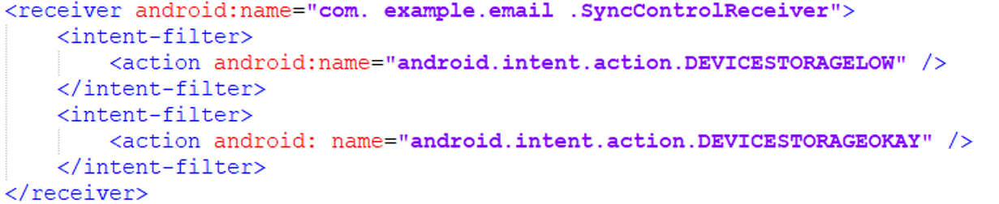 <receiver android:name="com. example.email .SyncControlReceiver">
<intent-filter>
<action android:name="android.intent.action.DEVICESTORAGELOW" />
</intent-filter>
<intent-filter>
<action android: name="android.intent.action.DEVICESTORAGEOKAY" />
</intent-filter>
</receiver>